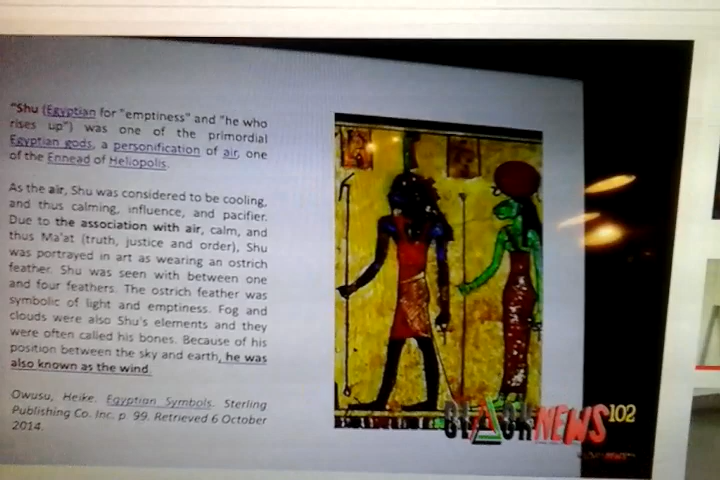 "Shu (Egyptian for "emptiness" and "he who
rises up") was one of the primordial
Egyptian gods, a personification of air, one
of the Ennead of Heliopolis.
As the air, Shu was considered to be cooling,
and thus calming, influence, and pacifier.
Due to the association with air, calm, and
thus Ma'at (truth, justice and order), Shu
was portrayed in art as wearing an ostrich
feather. Shu was seen with between one
and four feathers. The ostrich feather was
symbolic of light and emptiness. Fog and
clouds were also Shu's elements and they
were often called his bones. Because of his
position between the sky and earth, he was
also known as the wind.
Owusu, Heike. Egyptian Symbols. Sterling
Publishing Co. Inc. p. 99. Retrieved 6 October
2014.
BLACK NEWS 102